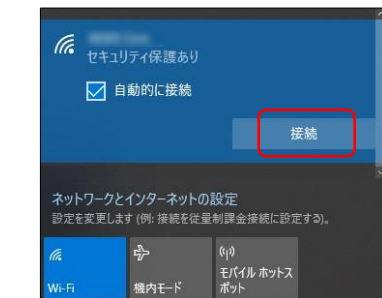 セキュリティ保護あり
自動的に接続
接続
ネットワークとインターネットの設定
設定を変更します (例: 接続を従量制課金接続に設定する)。
Wi-Fi
機内モード
モバイル ホットス
ポット